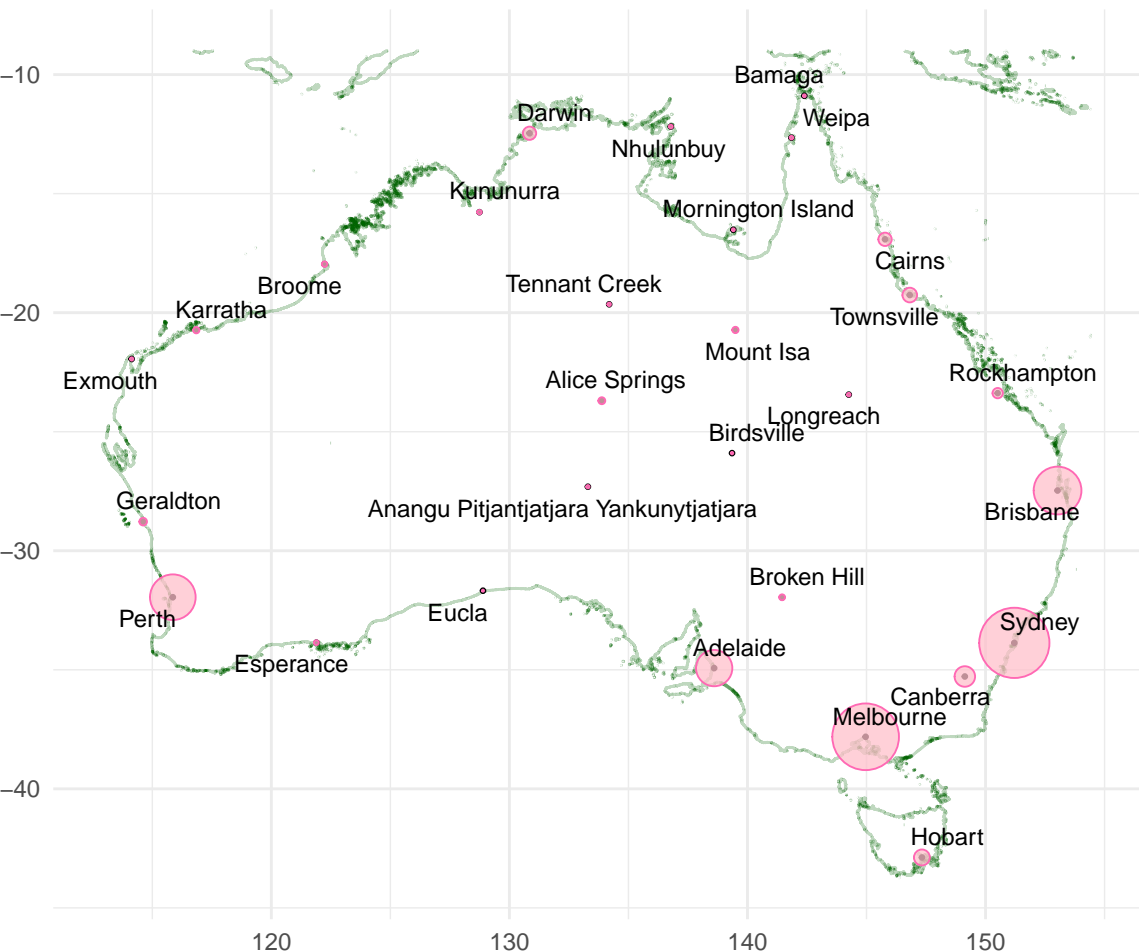 −10
Bamaga
Darwin
Weipa
Nhulunbuy
Kununurra
Mornington Island
Cairns
Broome
Tennant Creek
Karratha
−20
Townsville
Mount Isa
Exmouth
Alice Springs
Rockhampton
Longreach
Birdsville
Geraldton
Anangu Pitjantjatjara Yankunytjatjara
Brisbane
−30
Broken Hill
Eucla
Perth
Sydney
Adelaide
Esperance
Canberra
Melbourne
−40
Hobart
120
130
140
150